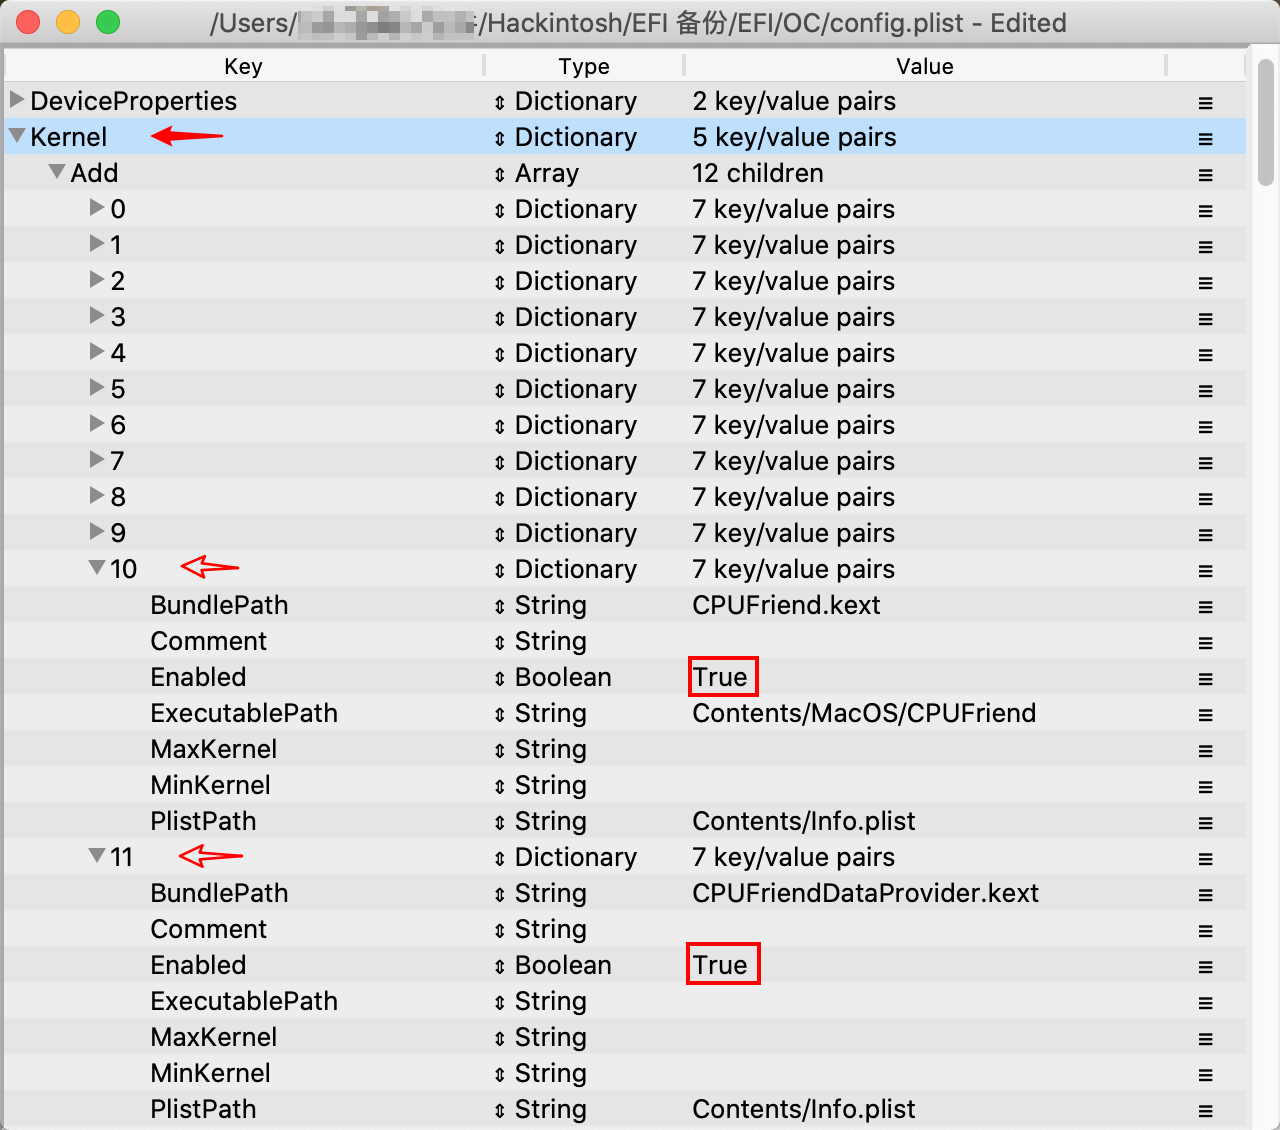 /Users/ /Hackintosh/EFI 备份/EFI/OC/config.plist - Edited
Key Type Value
DeviceProperties Dictionary 2 key/value pairs
Kernel Dictionary 5 key/value pairs
Add Array 12 children
0 Dictionary 7 key/value pairs
1 Dictionary 7 key/value pairs
2 Dictionary 7 key/value pairs
3 Dictionary 7 key/value pairs
4 Dictionary 7 key/value pairs
5 Dictionary 7 key/value pairs
6 Dictionary 7 key/value pairs
7 Dictionary 7 key/value pairs
8 Dictionary 7 key/value pairs
9 Dictionary 7 key/value pairs
10 Dictionary 7 key/value pairs
BundlePath String CPUFriend.kext
Comment String
Enabled Boolean True
ExecutablePath String Contents/MacOS/CPUFriend
MaxKernel String
MinKernel String
PlistPath String Contents/Info.plist
11 Dictionary 7 key/value pairs
BundlePath String CPUFriendDataProvider.kext
Comment String
Enabled Boolean True
ExecutablePath String
MaxKernel String
MinKernel String
PlistPath String Contents/Info.plist